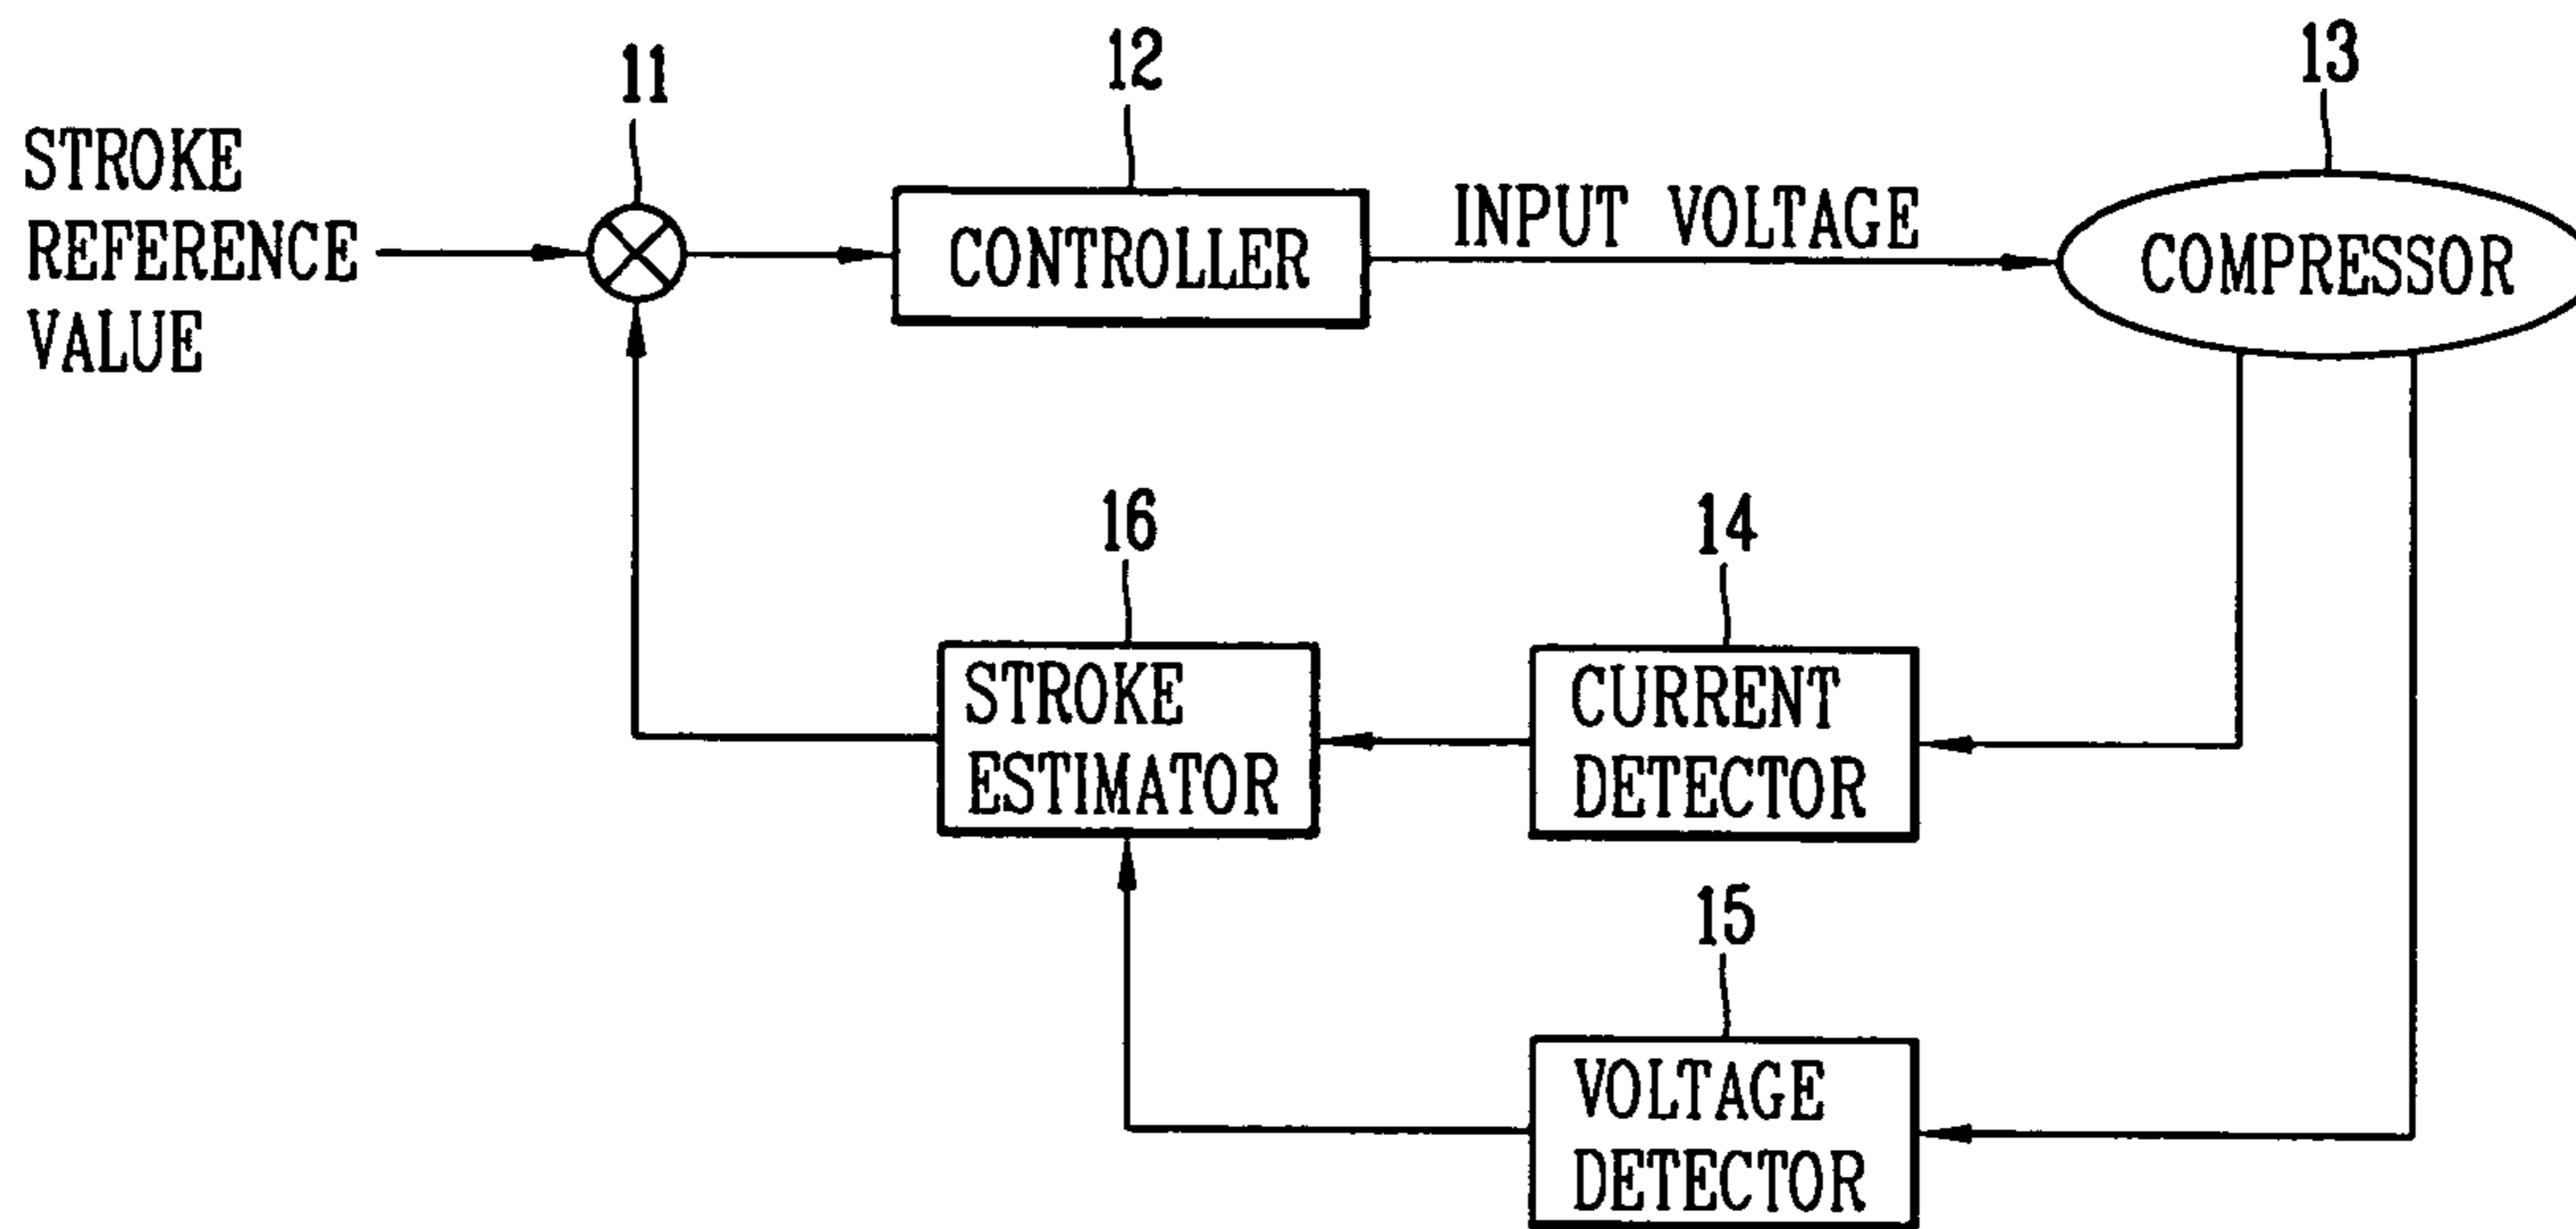 11
12
13
STROKE
REFERENCE
VALUE
CONTROLLER
INPUT VOLTAGE
COMPRESSOR
16
14
STROKE
ESTIMATOR
CURRENT
DETECTOR
15
VOLTAGE
DETECTOR